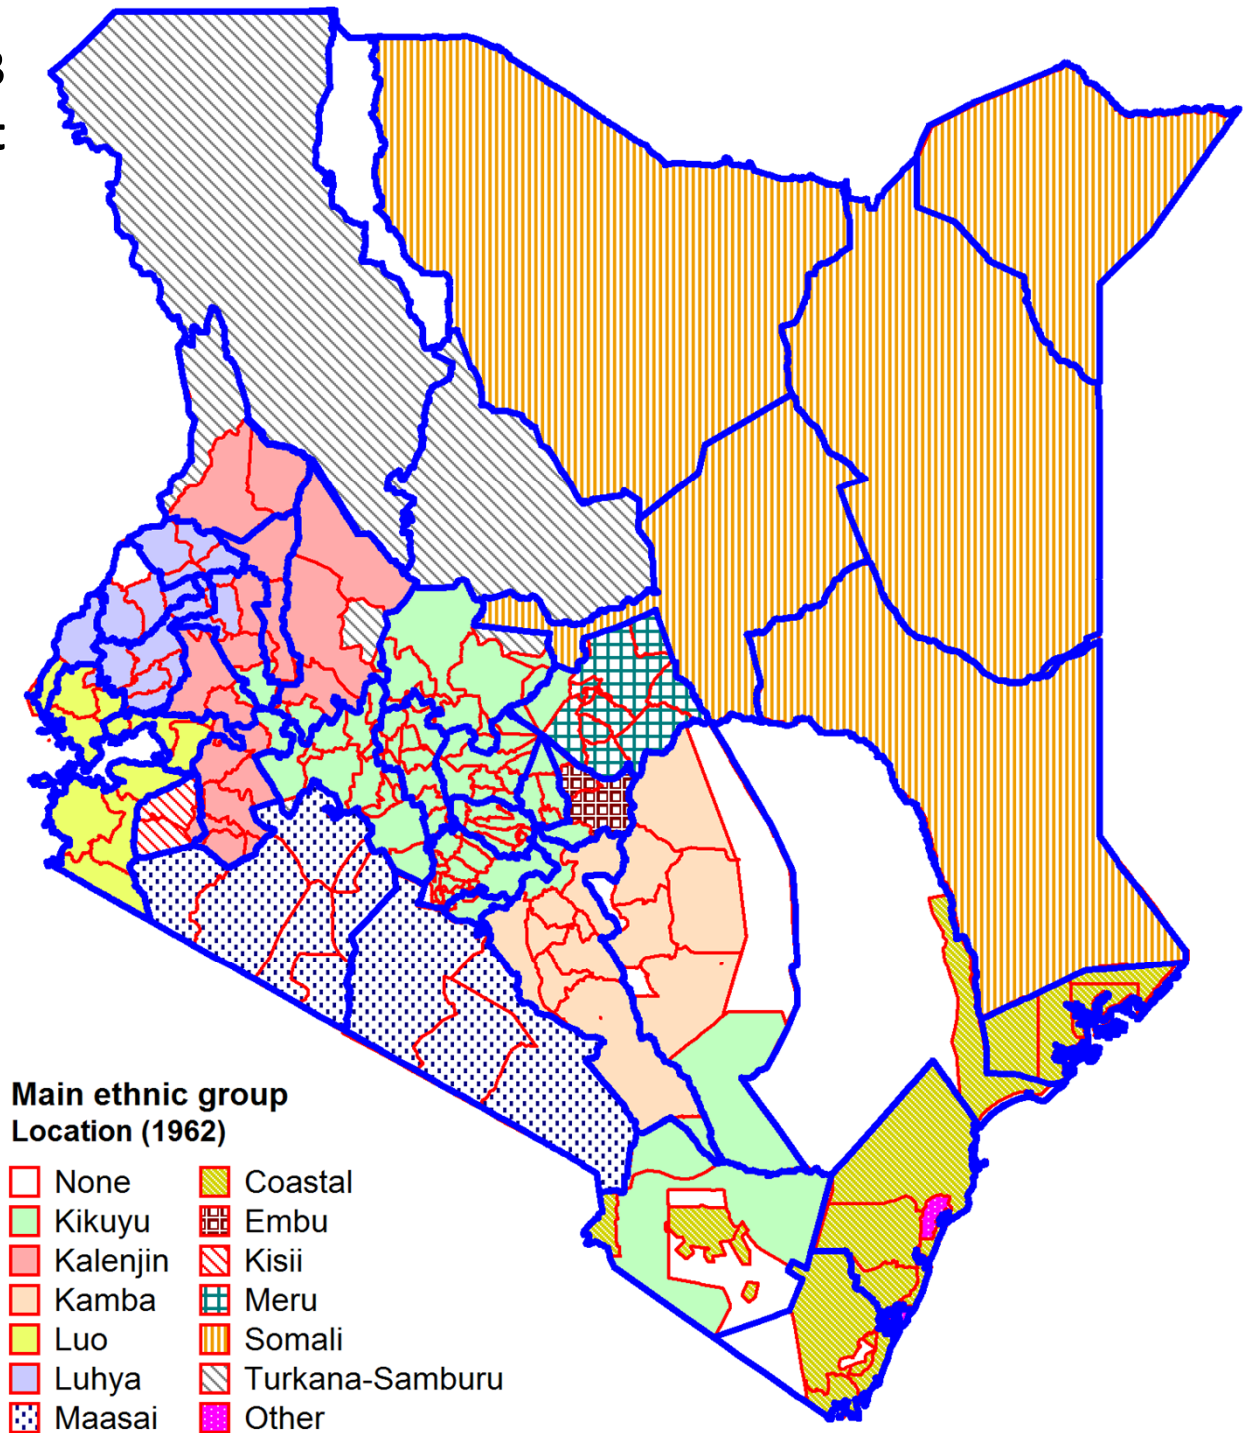 Main ethnic group
Location (1962)
None
Kikuyu
Kalenjin
Kamba
Luo
Luhya
Maasai
Coastal
Embu
Kisii
Meru
Somali
Turkana-Samburu
Other